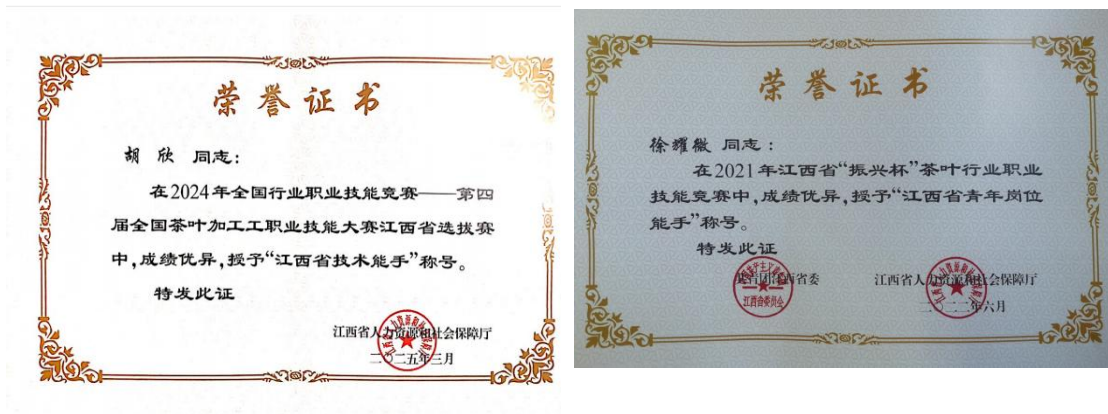 荣誉证书
胡欣 同志：
在2024年全国行业职业技能竞赛——第四
届全国茶叶加工工职业技能大赛江西省选拔赛
中，成绩优异，授予“江西省技术能手”称号。
特发此证
江西省人力资源和社会保障厅
二〇二五年三月
荣誉证书
徐耀微 同志：
在2021年江西省“振兴杯”茶叶行业职业
技能竞赛中，成绩优异，授予“江西省青年岗位
能手”称号。
特发此证
共青团江西省委 江西省人力资源和社会保障厅
二〇二二年六月